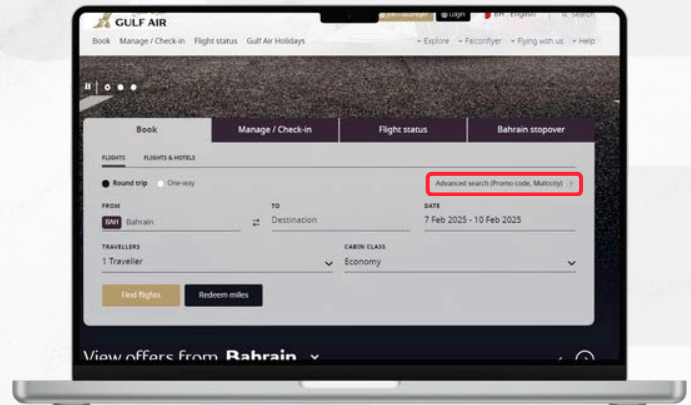 GULF AIR
Login
BH English
Search
Book Manage / Check-in Flight status Gulf Air Holidays
Explore Falconflyer Flying with us Help
Book Manage / Check-in Flight status Bahrain stopover
FLIGHTS FLIGHTS & HOTELS
Round trip One-way Advanced search (Promo code, Multicity)
FROM TO DATE
BAH Bahrain Destination 7 Feb 2025 - 10 Feb 2025
TRAVELLERS CABIN CLASS
1 Traveller Economy
Find flights Redeem miles
View offers from Bahrain